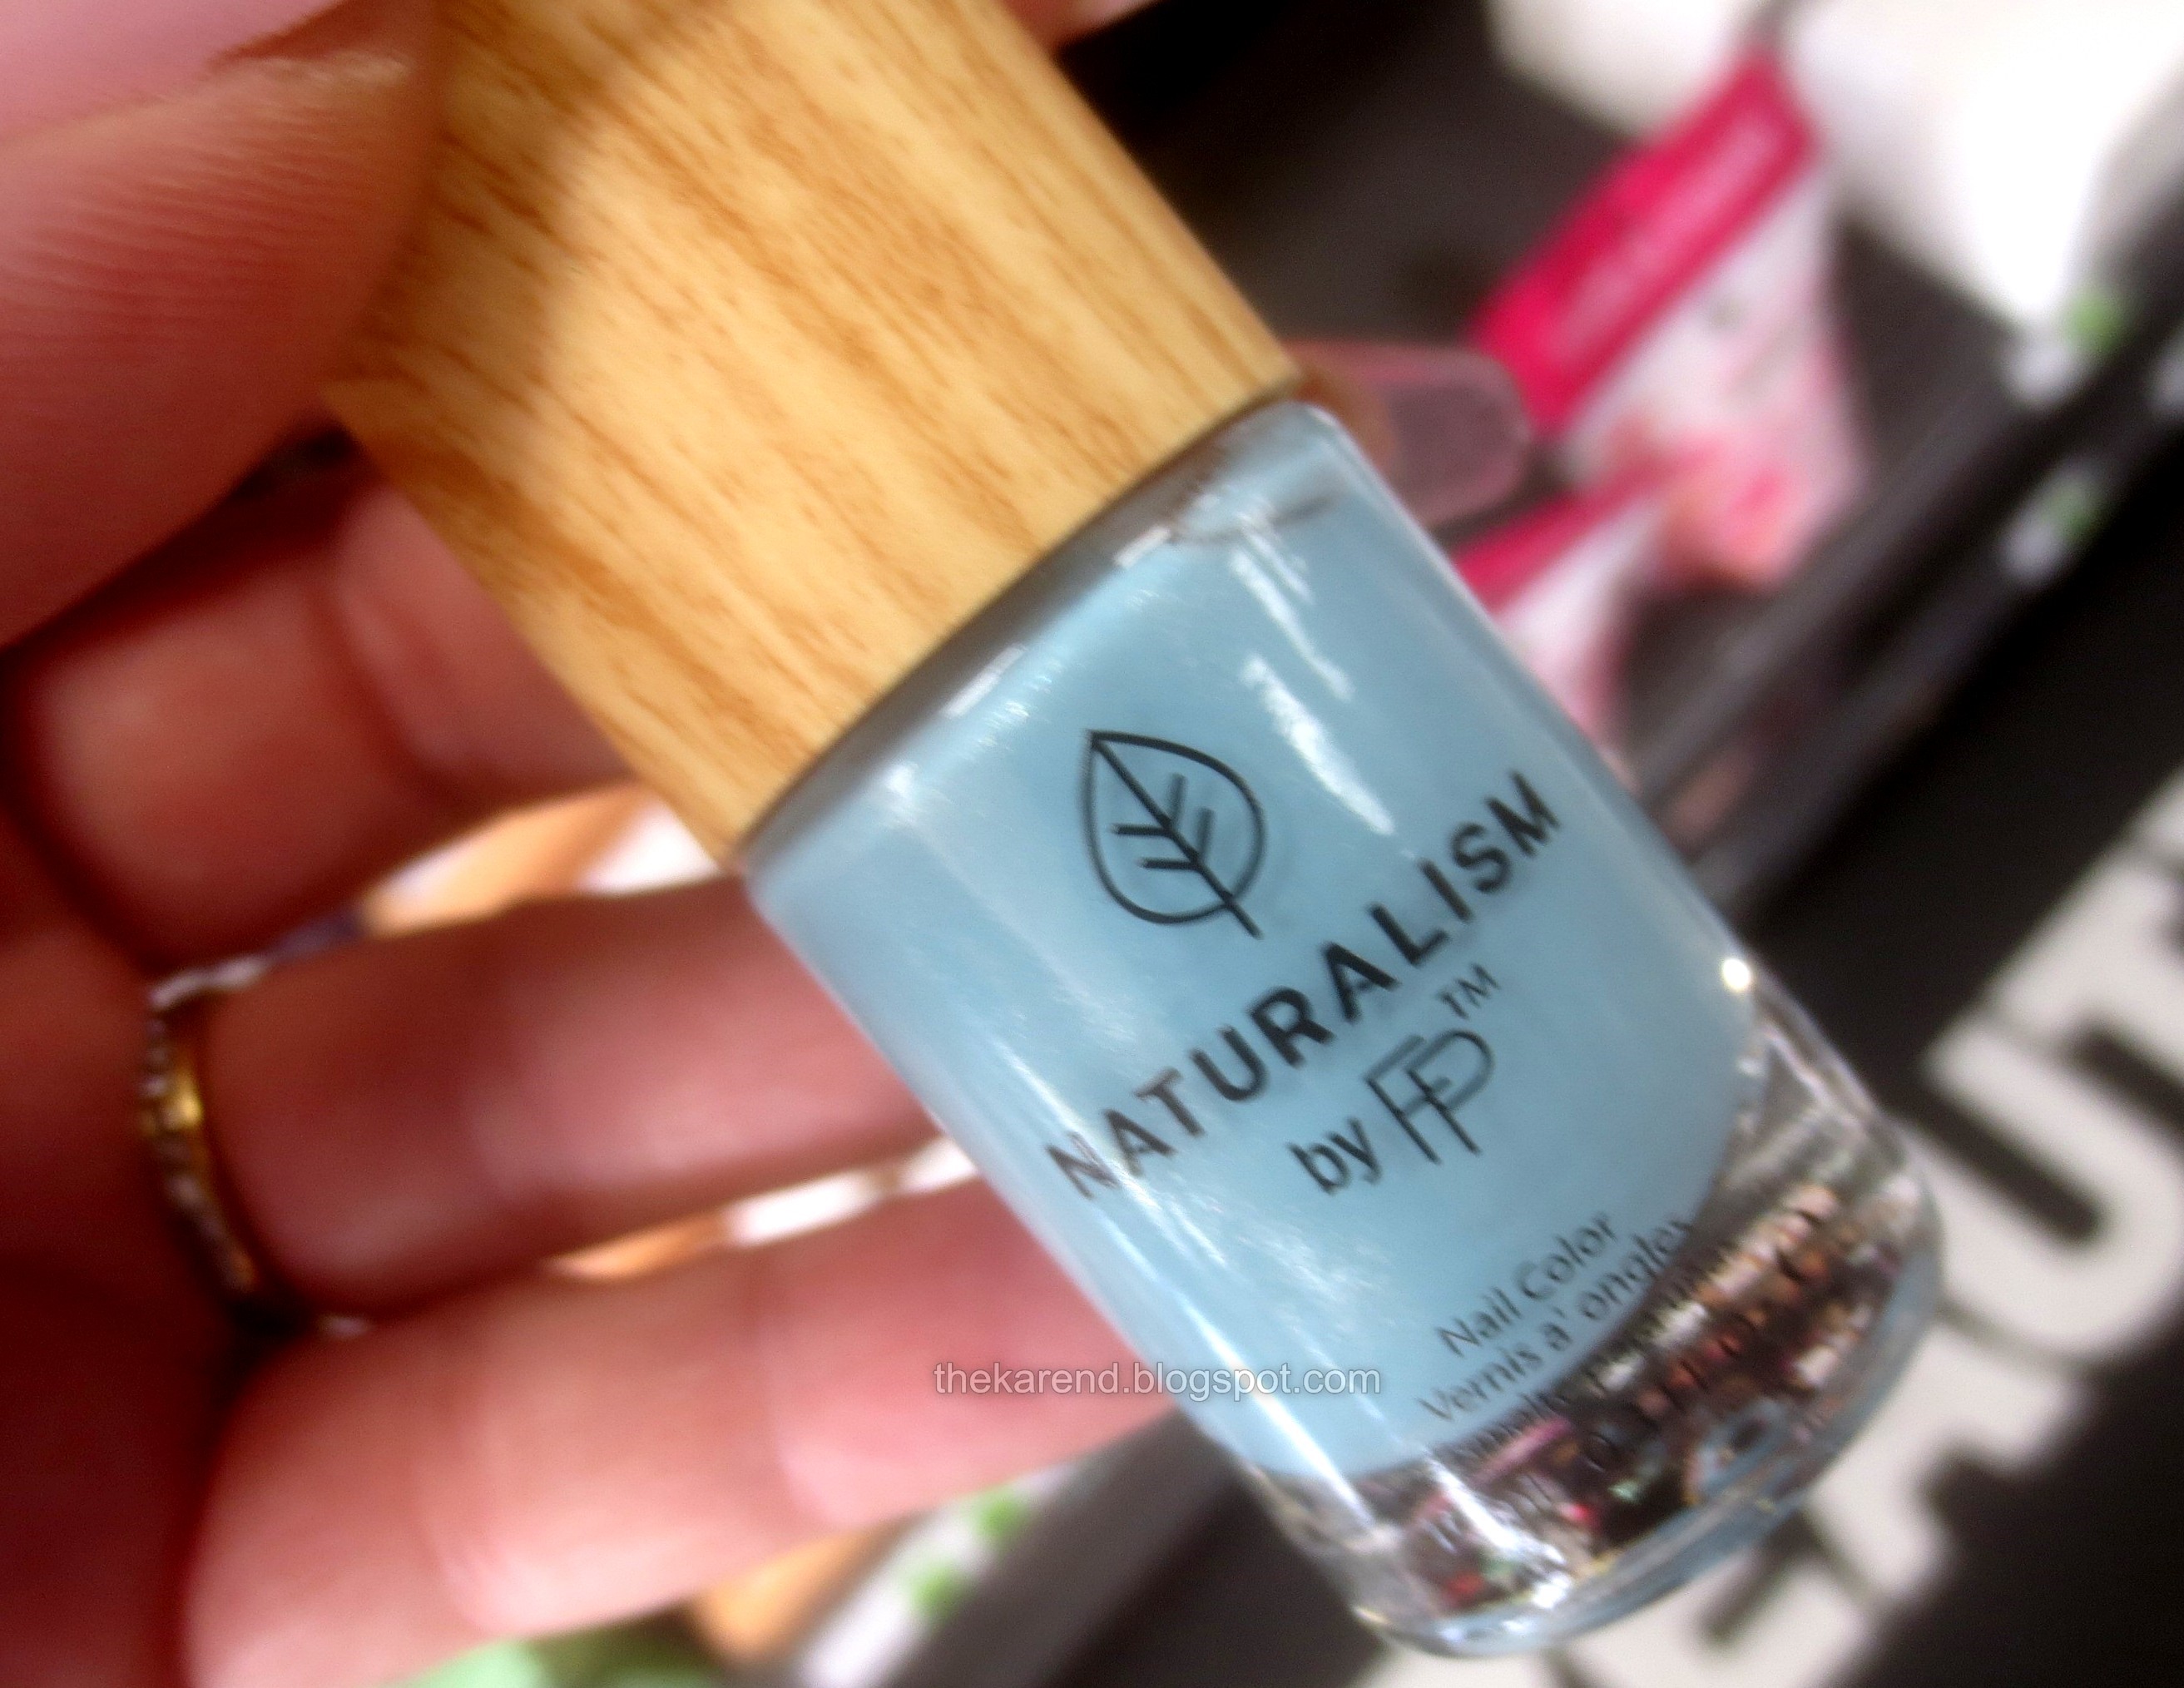 NATURALISM
by FP™
Nail Color
Vernis a' ongles
thekarend.blogspot.com